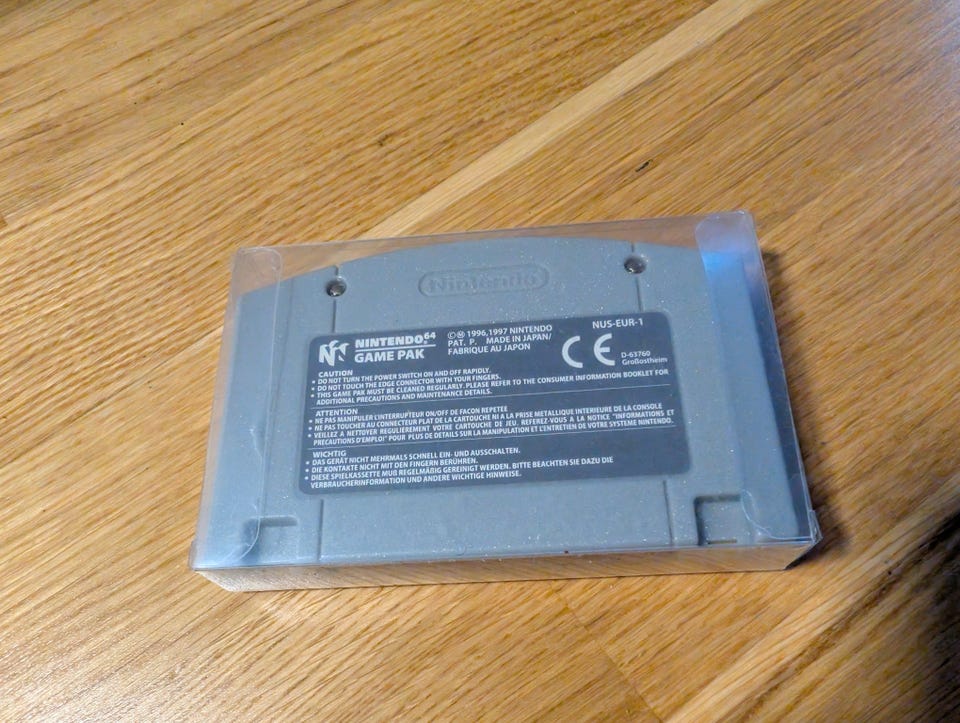 Nintendo
NINTENDO 64
GAME PAK
©Ⓜ 1996,1997 NINTENDO
PAT. P. MADE IN JAPAN/
FABRIQUE AU JAPON
NUS-EUR-1
CE
D-63760
Großostheim
CAUTION
• DO NOT TURN THE POWER SWITCH ON AND OFF RAPIDLY.
• DO NOT TOUCH THE EDGE CONNECTOR WITH YOUR FINGERS.
• THIS GAME PAK MUST BE CLEANED REGULARLY. PLEASE REFER TO THE CONSUMER INFORMATION BOOKLET FOR
ADDITIONAL PRECAUTIONS AND MAINTENANCE DETAILS.
ATTENTION
• NE PAS MANIPULER L'INTERRUPTEUR ON/OFF DE FACON REPETÉE
• NE PAS TOUCHER AU CONNECTEUR PLAT DE LA CARTOUCHE NI A LA PRISE METALLIQUE INTERIEURE DE LA CONSOLE
• VEILLEZ A NETTOYER REGULIEREMENT VOTRE CARTOUCHE DE JEU. REFEREZ-VOUS A LA NOTICE "INFORMATIONS ET
PRECAUTIONS D'EMPLOI" POUR PLUS DE DETAILS SUR LA MANIPULATION ET L'ENTRETIEN DE VOTRE SYSTEME NINTENDO.
WICHTIG
• DAS GERÄT NICHT MEHRMALS SCHNELL EIN- UND AUSSCHALTEN.
• DIE KONTAKTE NICHT MIT DEN FINGERN BERÜHREN.
• DIESE SPIELKASSETTE MUß REGELMÄßIG GEREINIGT WERDEN. BITTE BEACHTEN SIE DAZU DIE
VERBRAUCHERINFORMATION UND ANDERE WICHTIGE HINWEISE.